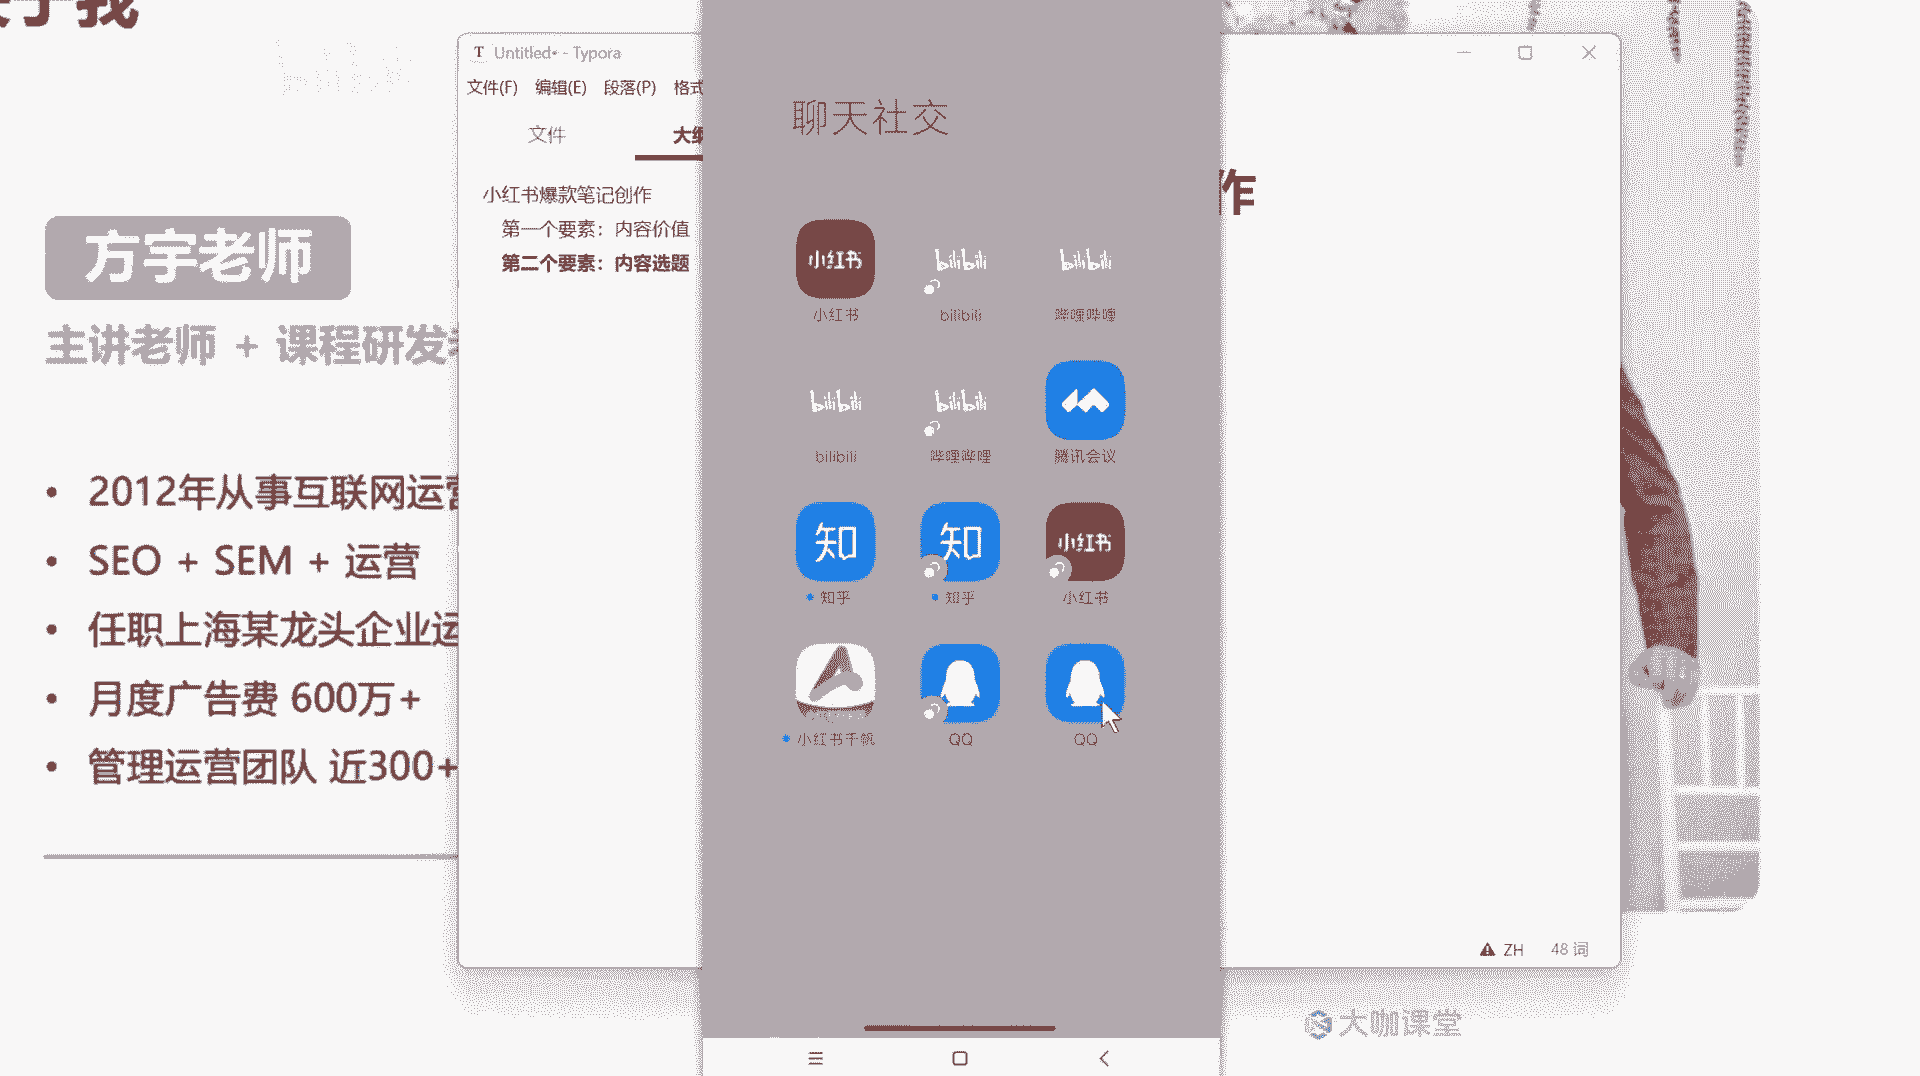 于我
bilibili
方宇老师
主讲老师 + 课程研发
2012年从事互联网运营
SEO + SEM + 运营
任职上海某龙头企业运
月度广告费 600万+
管理运营团队 近300+
T Untitled• - Typora
文件(F) 编辑(E) 段落(P) 格式
文件 大纲
小红书爆款笔记创作
第一个要素：内容价值
第二个要素：内容选题
作
聊天社交
小红书 bilibili bilibili
小红书 bilibili 哔哩哔哩
bilibili bilibili
bilibili 哔哩哔哩 腾讯会议
知 知 小红书
知乎 知乎 小红书
小红书千帆 QQ QQ
ZH 48 词
大咖课堂